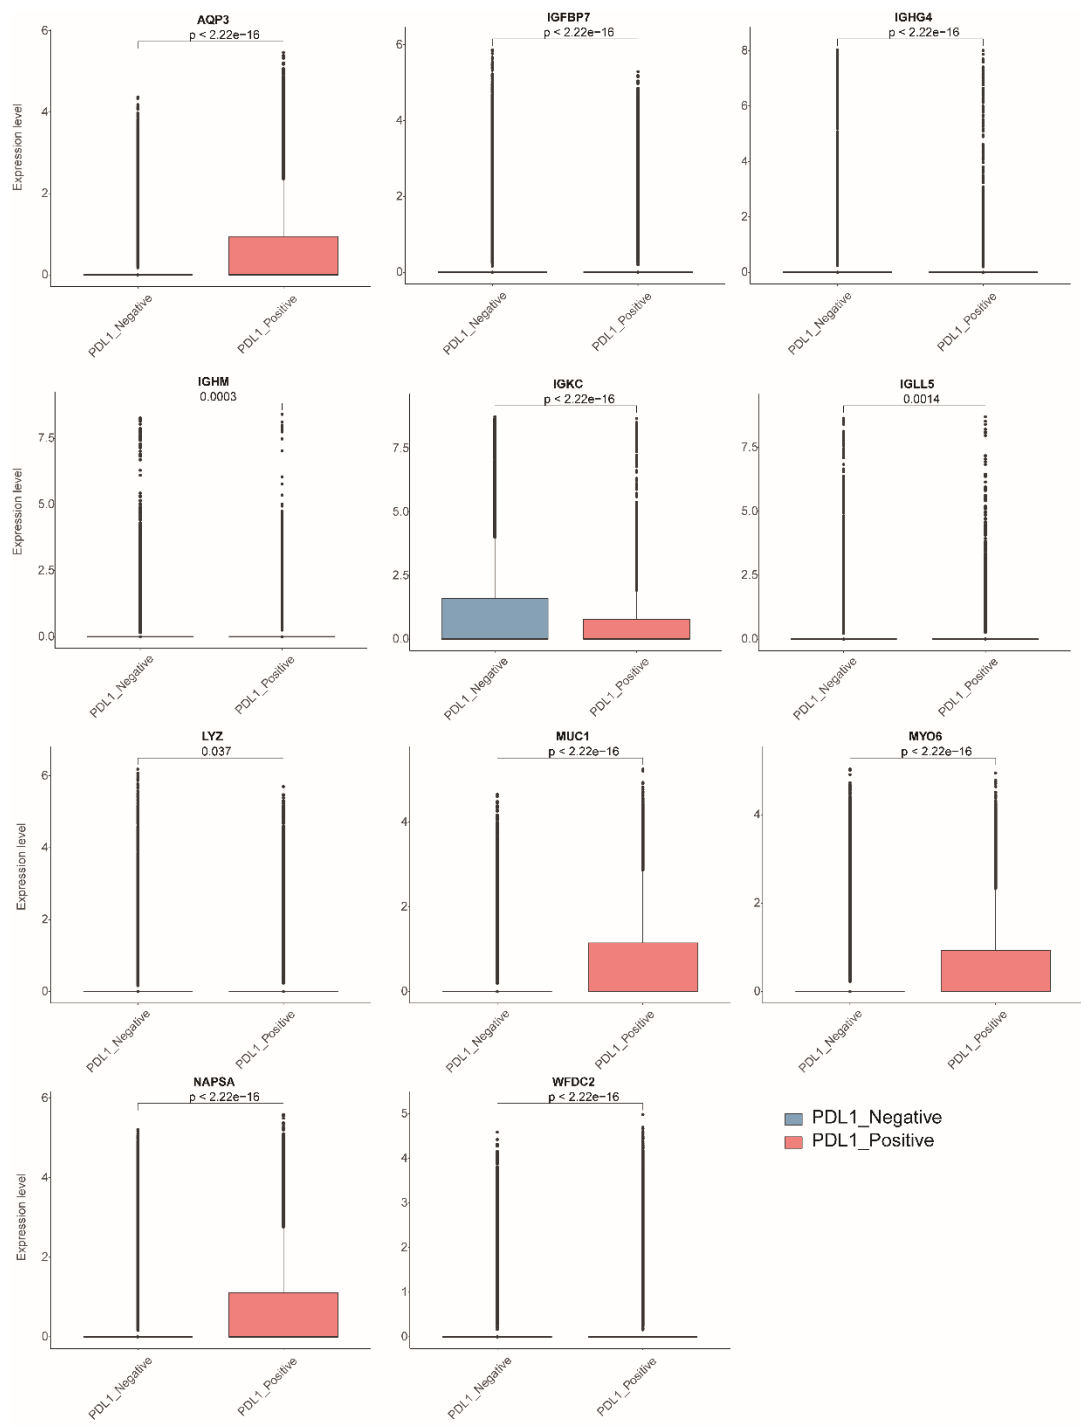 AQP3
p < 2.22e−16
Expression level
6
4
2
0
PDL1_Negative
PDL1_Positive
IGFBP7
p < 2.22e−16
6
4
2
0
PDL1_Negative
PDL1_Positive
IGHG4
p < 2.22e−16
8
6
4
2
0
PDL1_Negative
PDL1_Positive
IGHM
0.0003
Expression level
7.5
5.0
2.5
0.0
PDL1_Negative
PDL1_Positive
IGKC
p < 2.22e−16
7.5
5.0
2.5
0.0
PDL1_Negative
PDL1_Positive
IGLL5
0.0014
7.5
5.0
2.5
0.0
PDL1_Negative
PDL1_Positive
LYZ
0.037
Expression level
6
4
2
0
PDL1_Negative
PDL1_Positive
MUC1
p < 2.22e−16
4
2
0
PDL1_Negative
PDL1_Positive
MYO6
p < 2.22e−16
4
2
0
PDL1_Negative
PDL1_Positive
NAPSA
p < 2.22e−16
Expression level
6
4
2
0
PDL1_Negative
PDL1_Positive
WFDC2
p < 2.22e−16
5
4
3
2
1
0
PDL1_Negative
PDL1_Positive
PDL1_Negative
PDL1_Positive